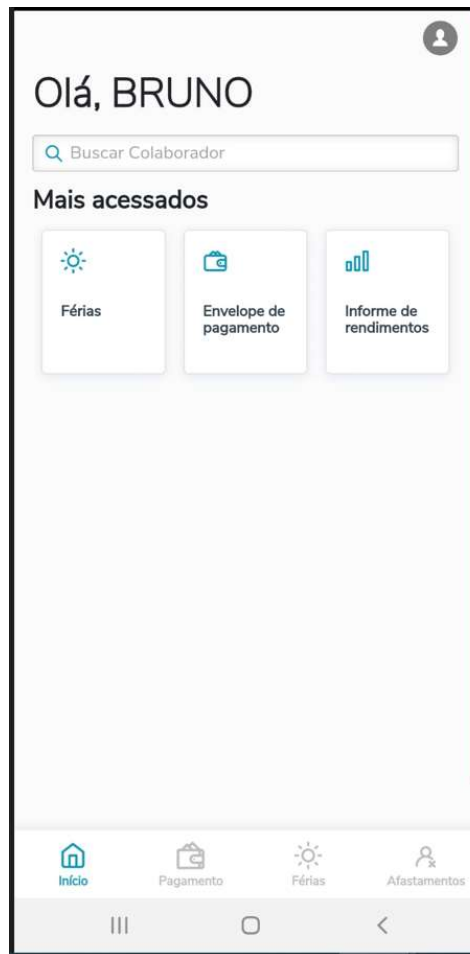 Olá, BRUNO
Buscar Colaborador
Mais acessados
Férias
Envelope de
pagamento
Informe de
rendimentos
Início
Pagamento
Férias
Afastamentos